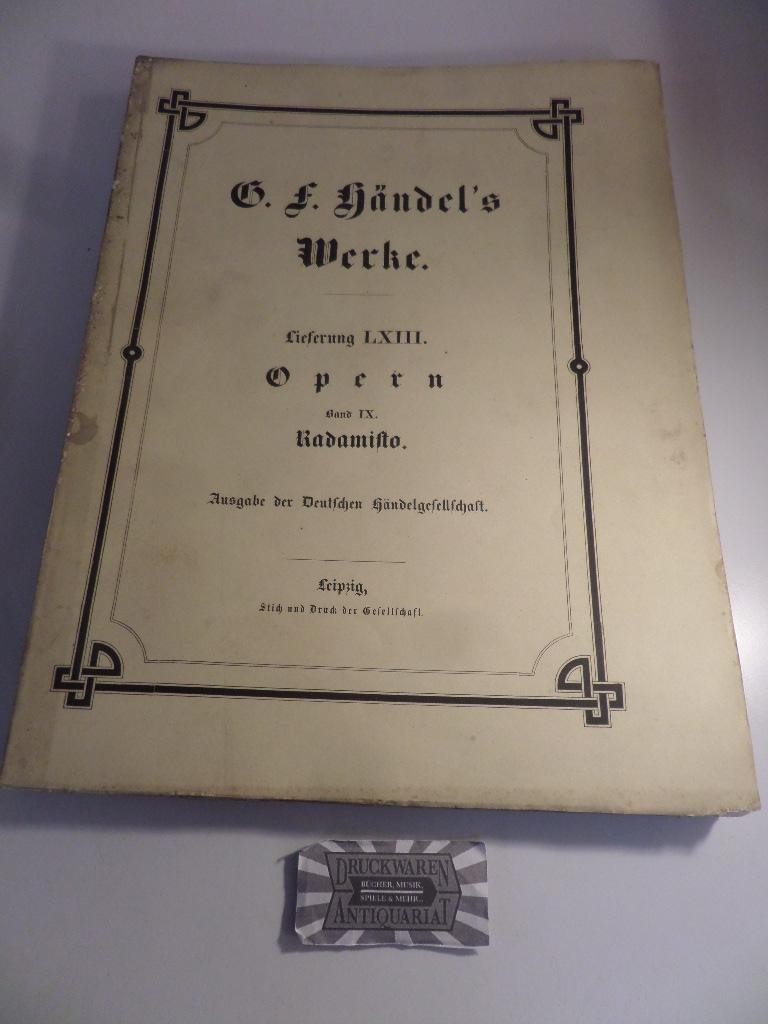 G. F. Händel's
Werke.
Lieferung LXIII.
Opern
Band IX.
Radamisto.
Ausgabe der Deutschen Händelgesellschaft.
Leipzig,
Stich und Druck der Gesellschaft.
DRUCKWAREN
BÜCHER, MUSIK,
SPIELE & MEHR...
ANTIQUARIAT